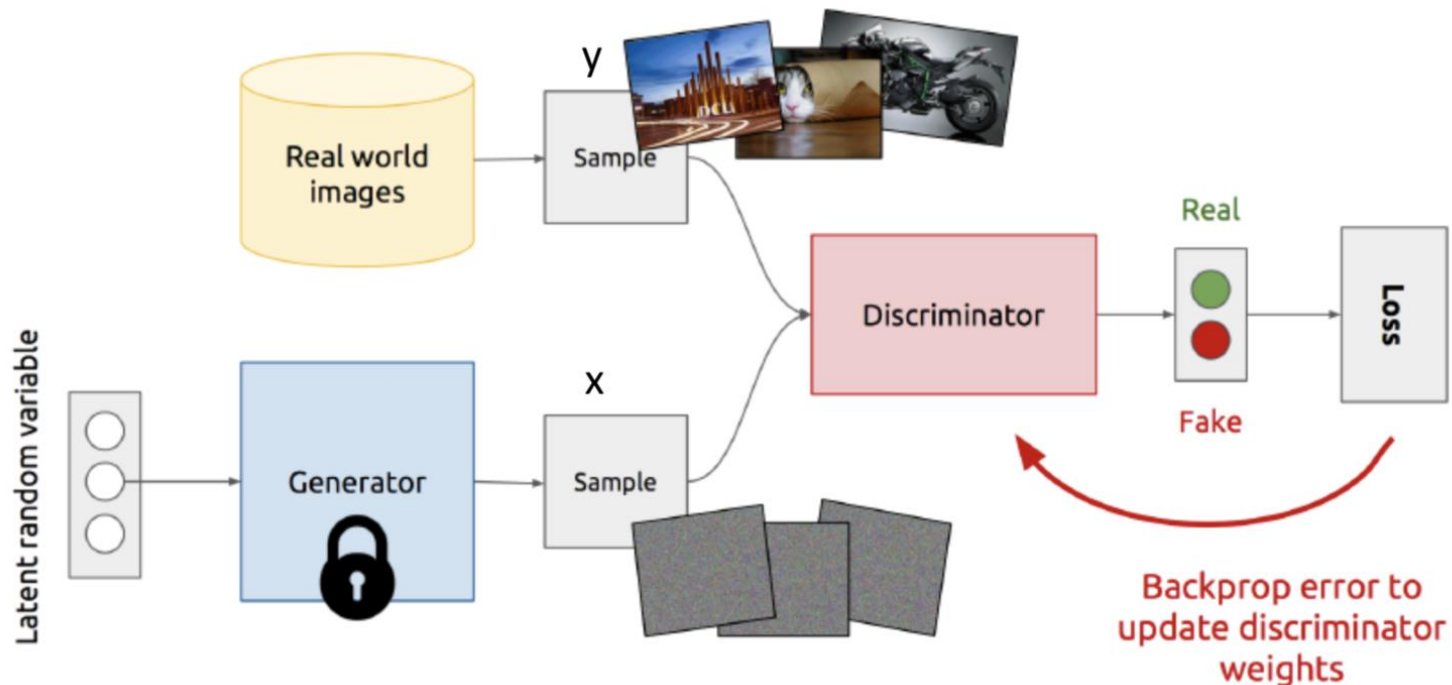 y
Real world
images
Sample
DCU
Real
Discriminator
Loss
Fake
Latent random variable
x
Generator
Sample
Backprop error to
update discriminator
weights